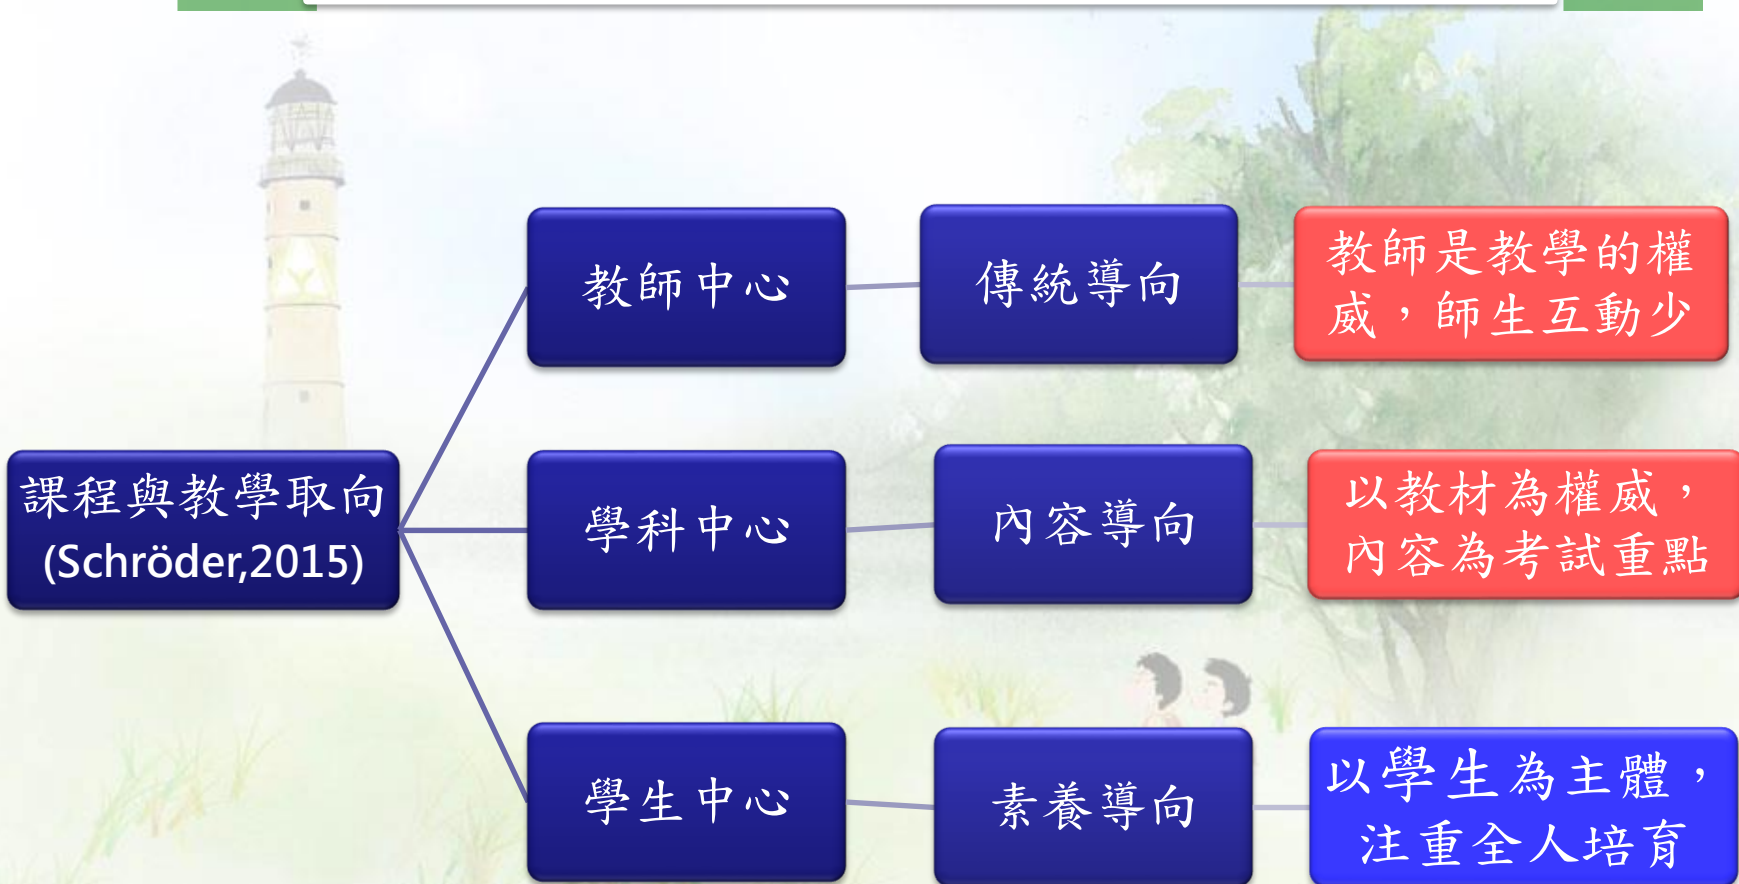 教師中心
傳統導向
教師是教學的權
威，師生互動少
課程與教學取向
(Schröder,2015)
學科中心
內容導向
以教材為權威，
內容為考試重點
學生中心
素養導向
以學生為主體，
注重全人培育